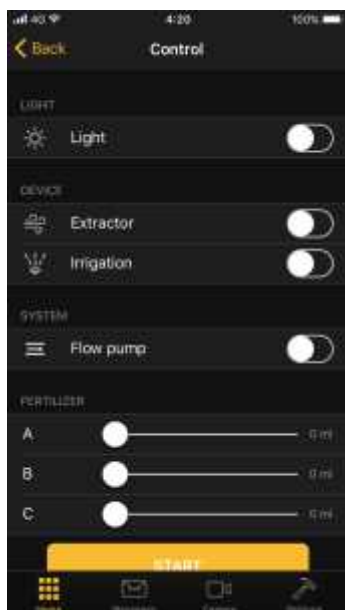 4G 4:20 100%
Back Control
LIGHT
Light
DEVICE
Extractor
Irrigation
SYSTEM
Flow pump
FERTILIZER
A 0 ml
B 0 ml
C 0 ml
START